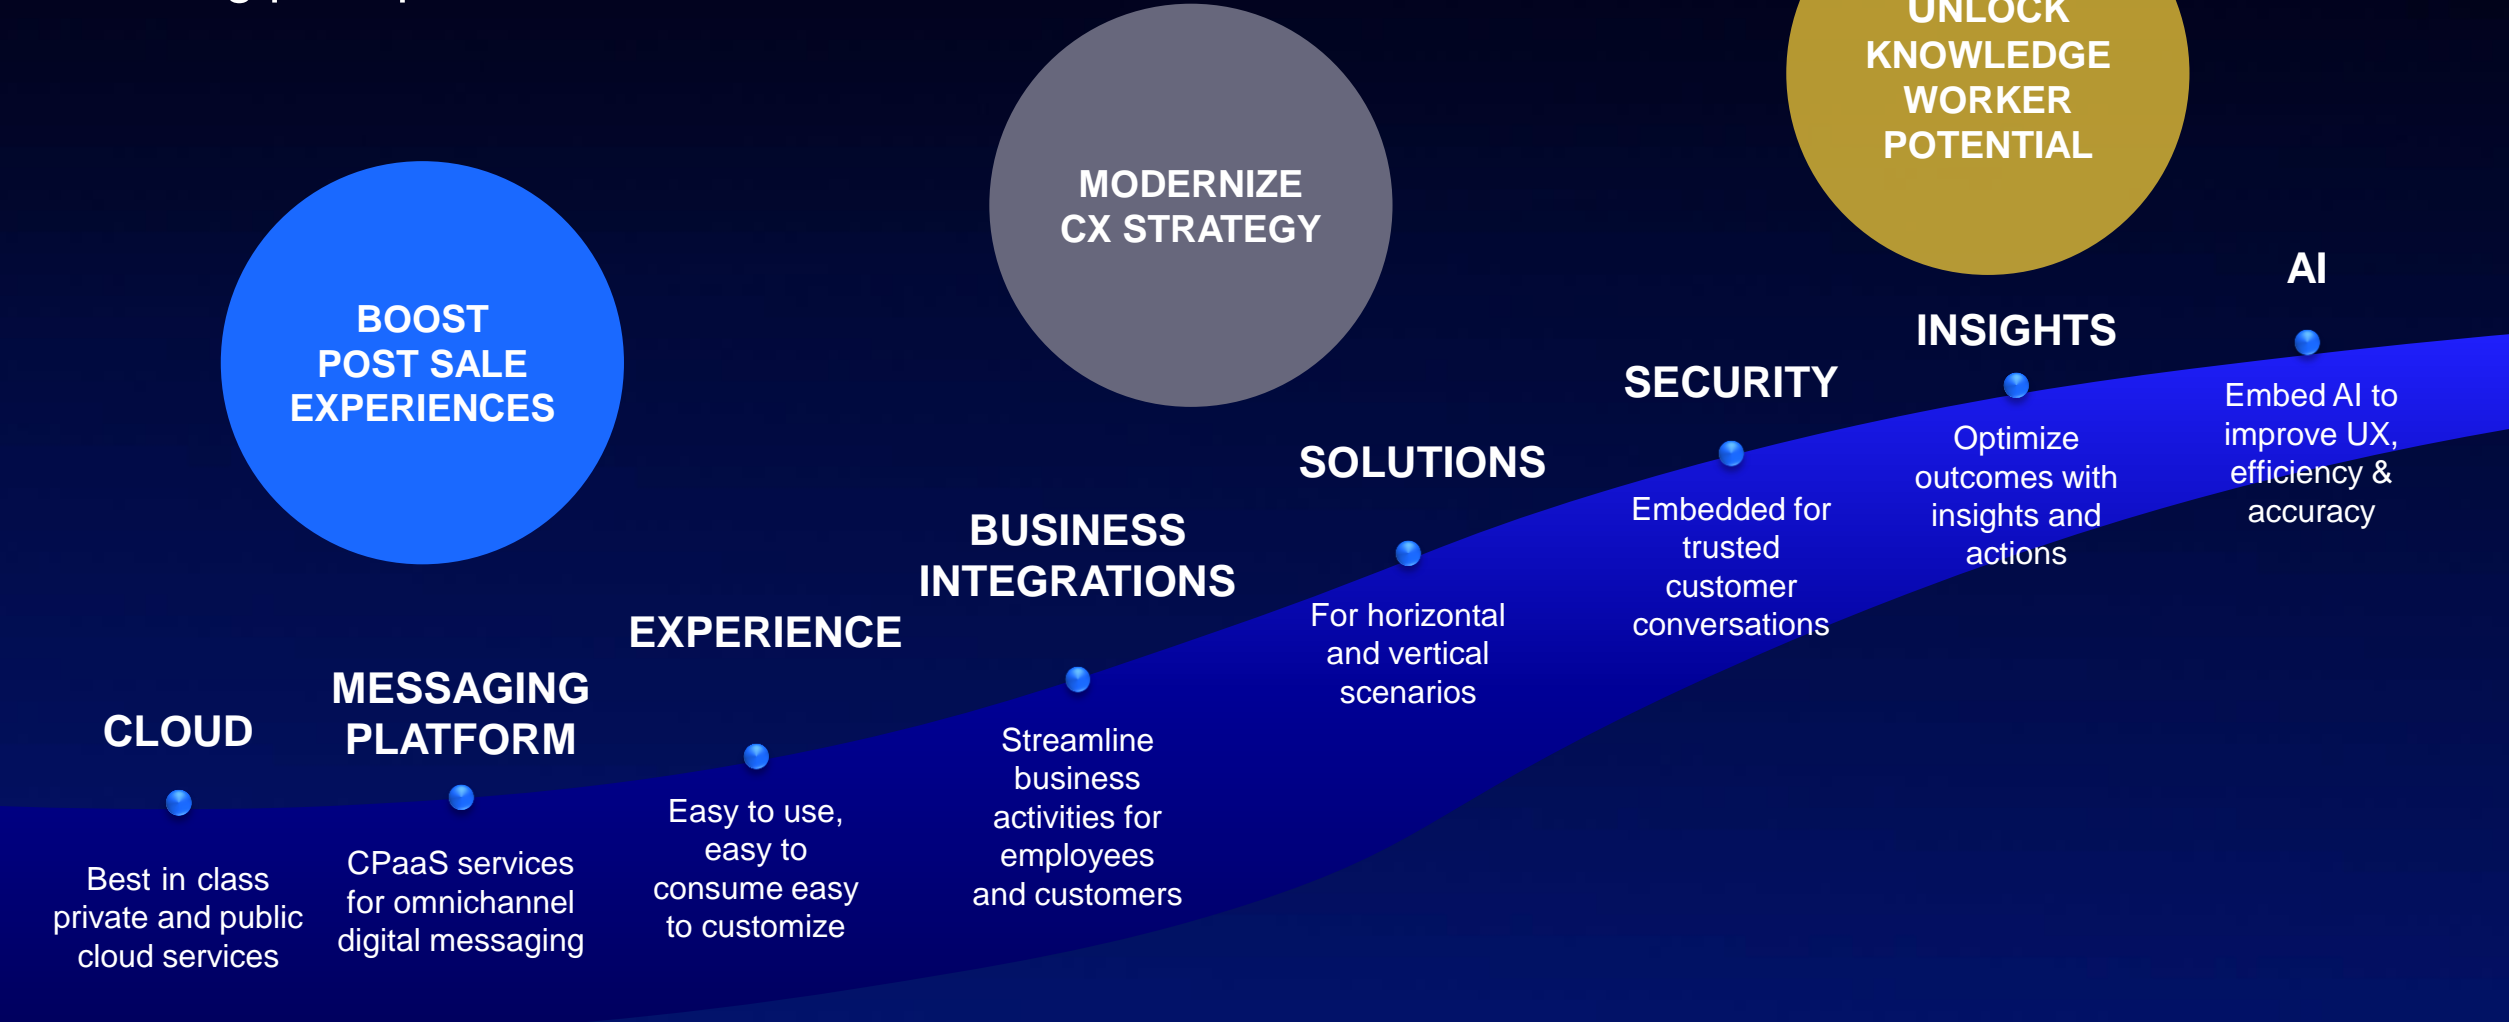 UNLOCK
KNOWLEDGE
WORKER
POTENTIAL
MODERNIZE
CX STRATEGY
BOOST
POST SALE
EXPERIENCES
CLOUD
Best in class
private and public
cloud services
MESSAGING
PLATFORM
CPaaS services
for omnichannel
digital messaging
EXPERIENCE
Easy to use,
easy to
consume easy
to customize
BUSINESS
INTEGRATIONS
Streamline
business
activities for
employees
and customers
SOLUTIONS
For horizontal
and vertical
scenarios
SECURITY
Embedded for
trusted
customer
conversations
INSIGHTS
Optimize
outcomes with
insights and
actions
AI
Embed AI to
improve UX,
efficiency &
accuracy